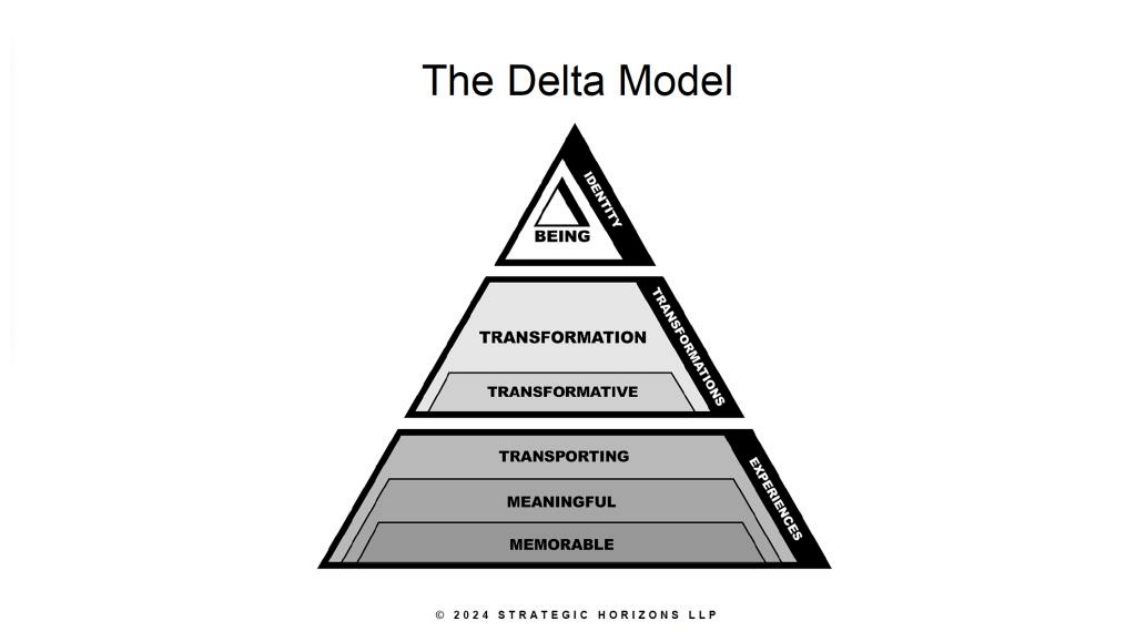 The Delta Model
IDENTITY
BEING
TRANSFORMATIONS
TRANSFORMATION
TRANSFORMATIVE
EXPERIENCES
TRANSPORTING
MEANINGFUL
MEMORABLE
© 2024 STRATEGIC HORIZONS LLP